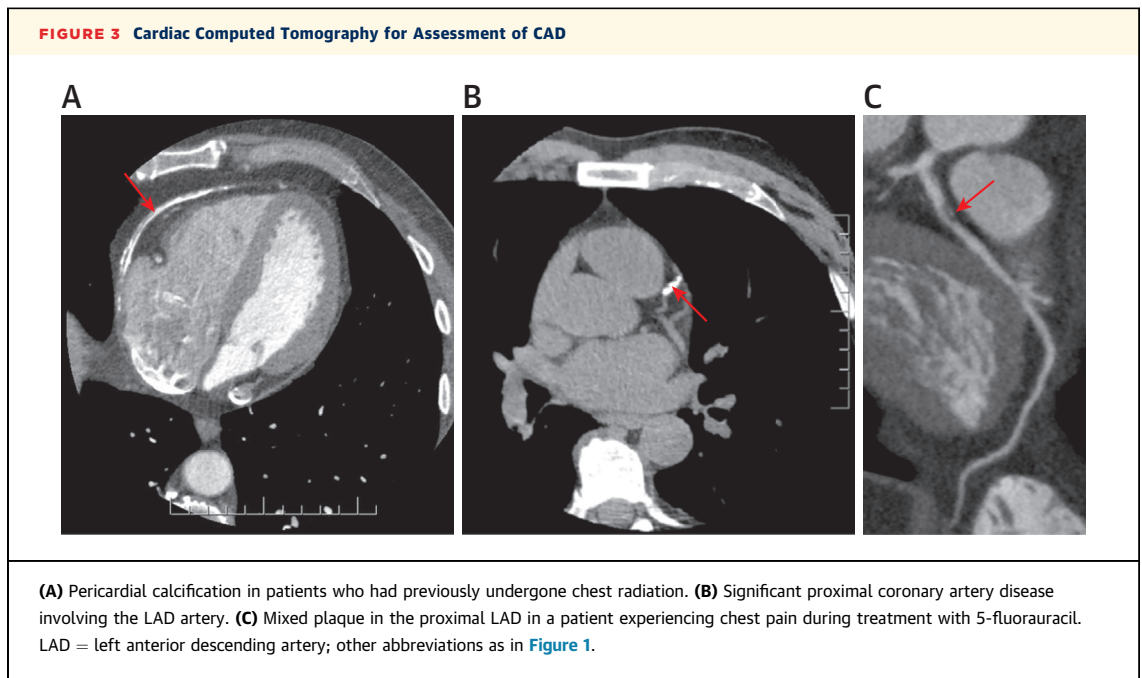 FIGURE 3 Cardiac Computed Tomography for Assessment of CAD
A
B
C
(A) Pericardial calcification in patients who had previously undergone chest radiation. (B) Significant proximal coronary artery disease
involving the LAD artery. (C) Mixed plaque in the proximal LAD in a patient experiencing chest pain during treatment with 5-fluorauracil.
LAD = left anterior descending artery; other abbreviations as in Figure 1.